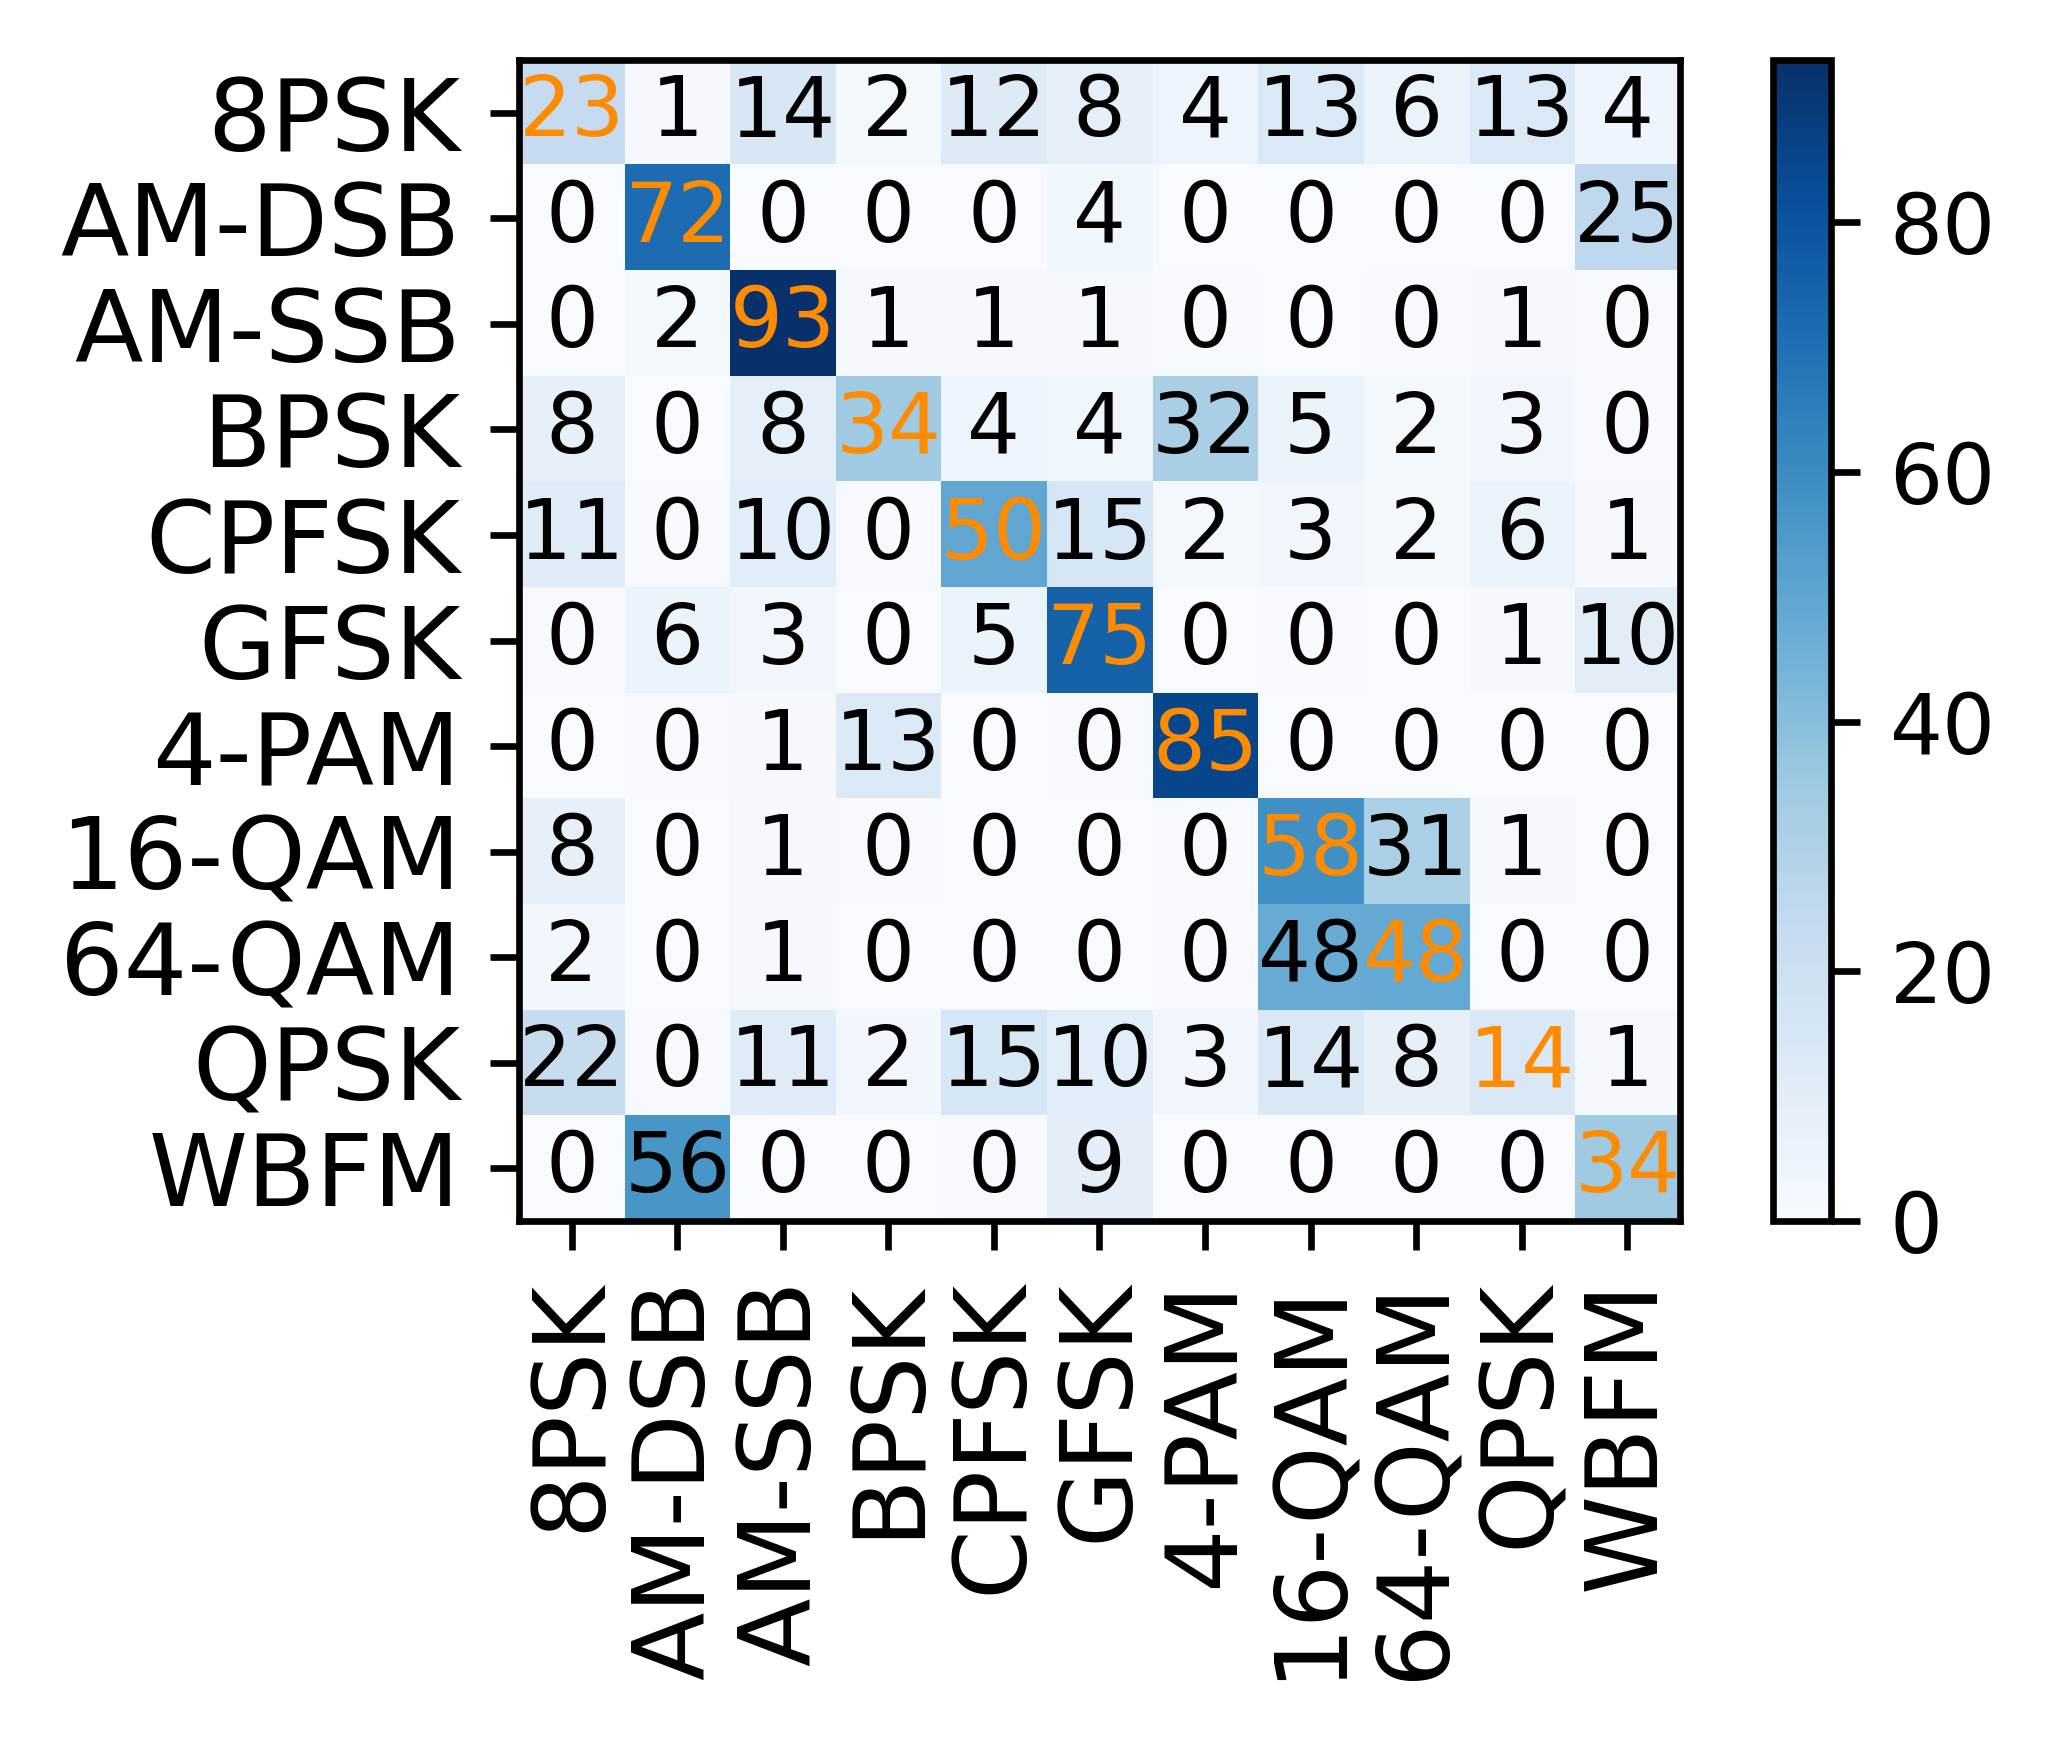 8PSK 23 1 14 2 12 8 4 13 6 13 4
AM-DSB 0 72 0 0 0 4 0 0 0 0 25
AM-SSB 0 2 93 1 1 1 0 0 0 1 0
BPSK 8 0 8 34 4 4 32 5 2 3 0
CPFSK 11 0 10 0 50 15 2 3 2 6 1
GFSK 0 6 3 0 5 75 0 0 0 1 10
4-PAM 0 0 1 13 0 0 85 0 0 0 0
16-QAM 8 0 1 0 0 0 0 58 31 1 0
64-QAM 2 0 1 0 0 0 0 48 48 0 0
QPSK 22 0 11 2 15 10 3 14 8 14 1
WBFM 0 56 0 0 0 9 0 0 0 0 34
8PSK
AM-DSB
AM-SSB
BPSK
CPFSK
GFSK
4-PAM
16-QAM
64-QAM
QPSK
WBFM
80
60
40
20
0